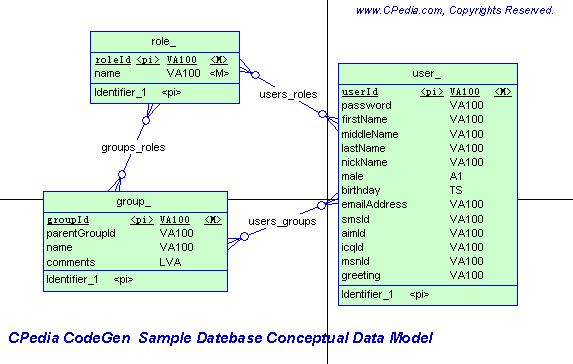 www.CPedia.com, Copyrights Reserved.
role_
roleId <pi> VA100 <M>
name VA100 <M>
Identifier_1 <pi>
users_roles
groups_roles
user_
userId <pi> VA100 <M>
password VA100
firstName VA100
middleName VA100
lastName VA100
nickName VA100
male A1
birthday TS
emailAddress VA100
smsId VA100
aimId VA100
icqId VA100
msnId VA100
greeting VA100
Identifier_1 <pi>
group_
groupId <pi> VA100 <M>
parentGroupId VA100
name VA100
comments LVA
Identifier_1 <pi>
users_groups
CPedia CodeGen Sample Datebase Conceptual Data Model